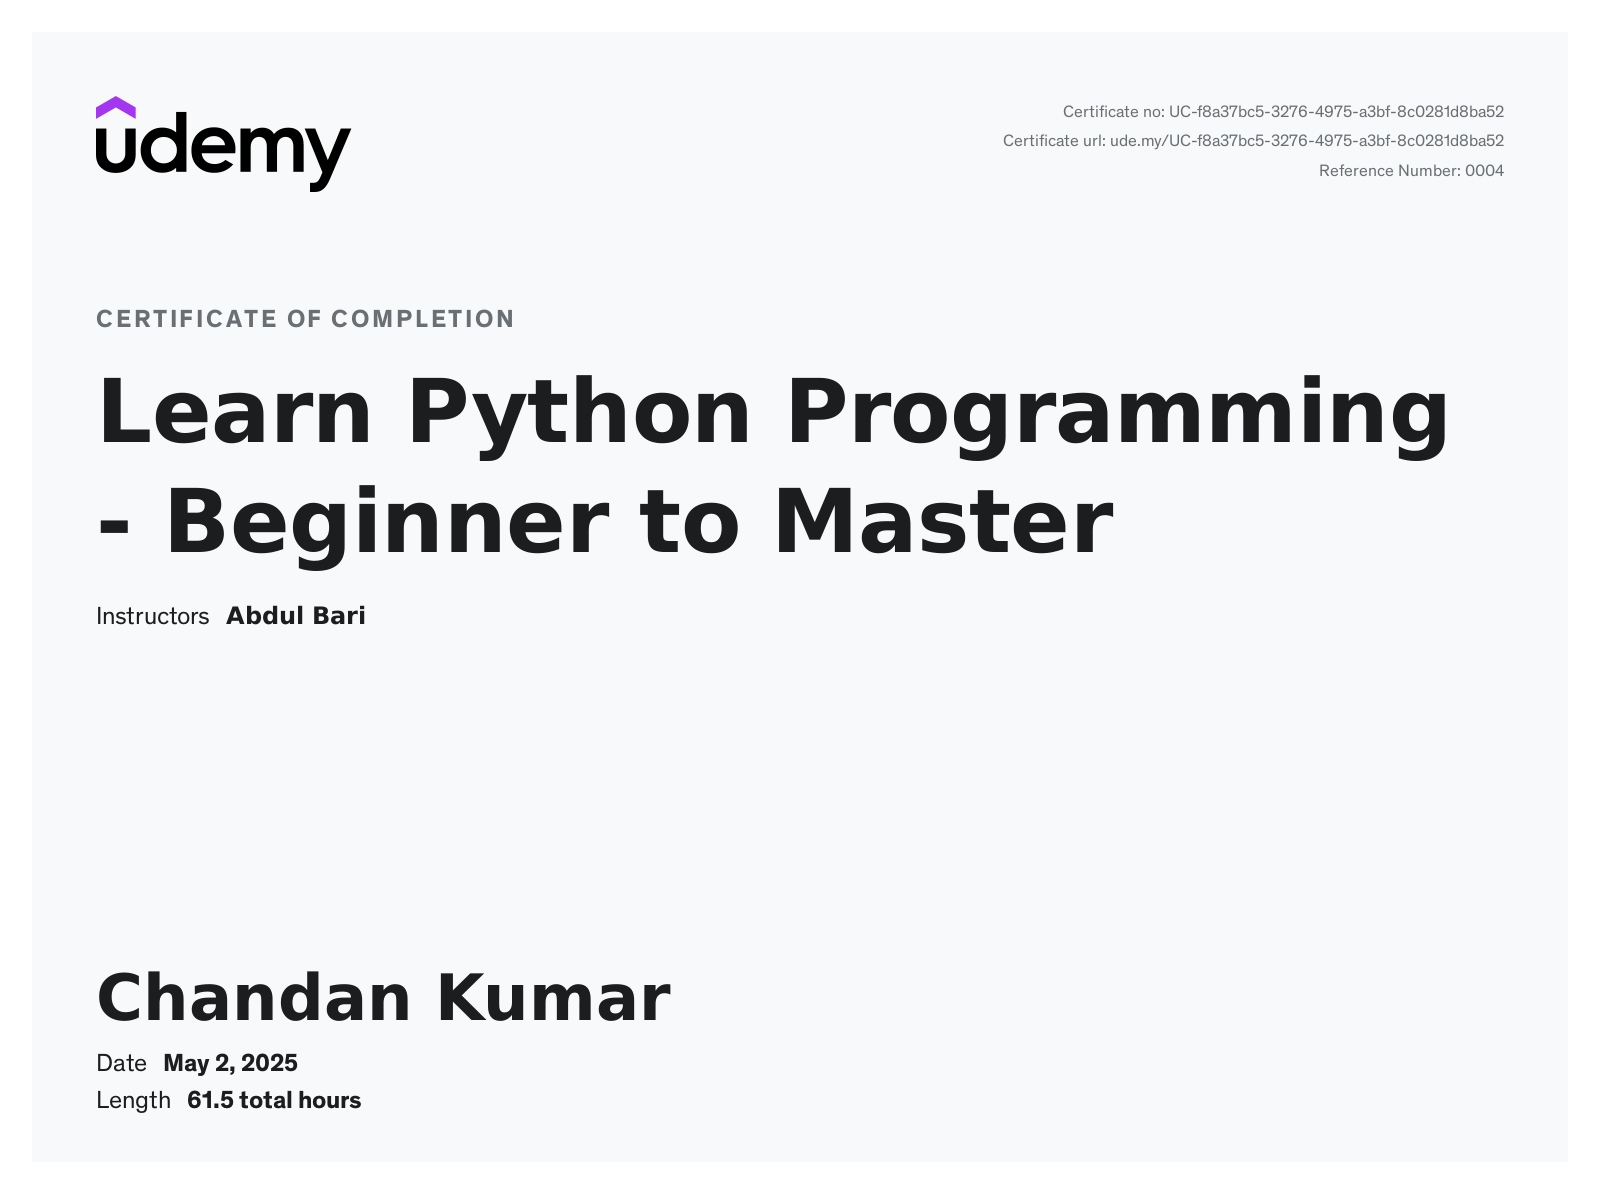 udemy
Certificate no: UC-f8a37bc5-3276-4975-a3bf-8c0281d8ba52
Certificate url: ude.my/UC-f8a37bc5-3276-4975-a3bf-8c0281d8ba52
Reference Number: 0004
CERTIFICATE OF COMPLETION
Learn Python Programming
- Beginner to Master
Instructors Abdul Bari
Chandan Kumar
Date May 2, 2025
Length 61.5 total hours